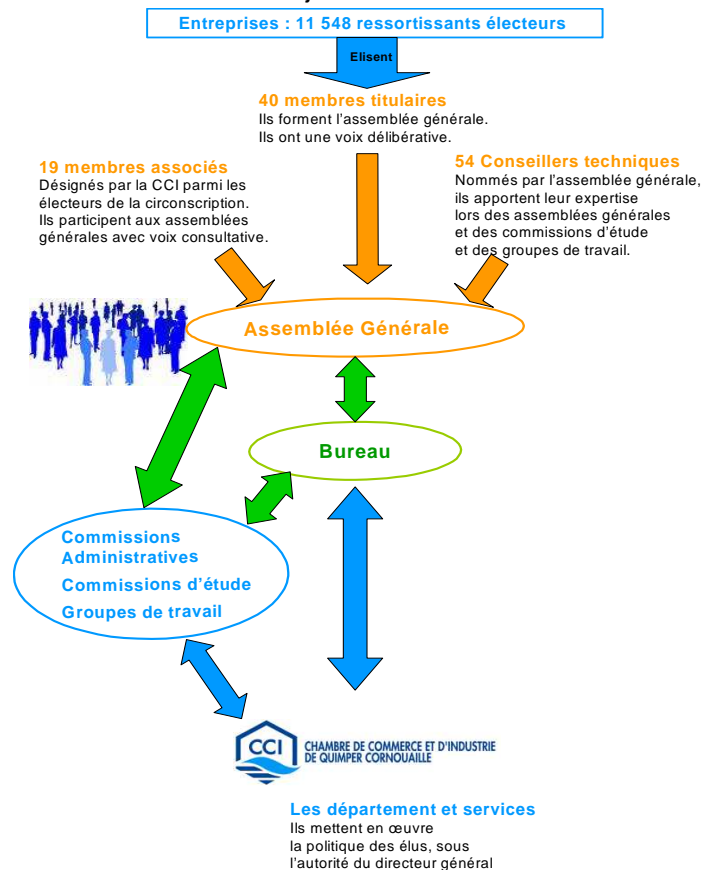 Entreprises : 11 548 ressortissants électeurs
Elisent
40 membres titulaires
Ils forment l'assemblée générale.
Ils ont une voix délibérative.
19 membres associés
Désignés par la CCI parmi les
électeurs de la circonscription.
Ils participent aux assemblées
générales avec voix consultative.
54 Conseillers techniques
Nommés par l'assemblée générale,
ils apportent leur expertise
lors des assemblées générales
et des commissions d'étude
et des groupes de travail.
Assemblée Générale
Bureau
Commissions
Administratives
Commissions d'étude
Groupes de travail
CCI
CHAMBRE DE COMMERCE ET D'INDUSTRIE
DE QUIMPER CORNOUAILLE
Les département et services
Ils mettent en œuvre
la politique des élus, sous
l'autorité du directeur général